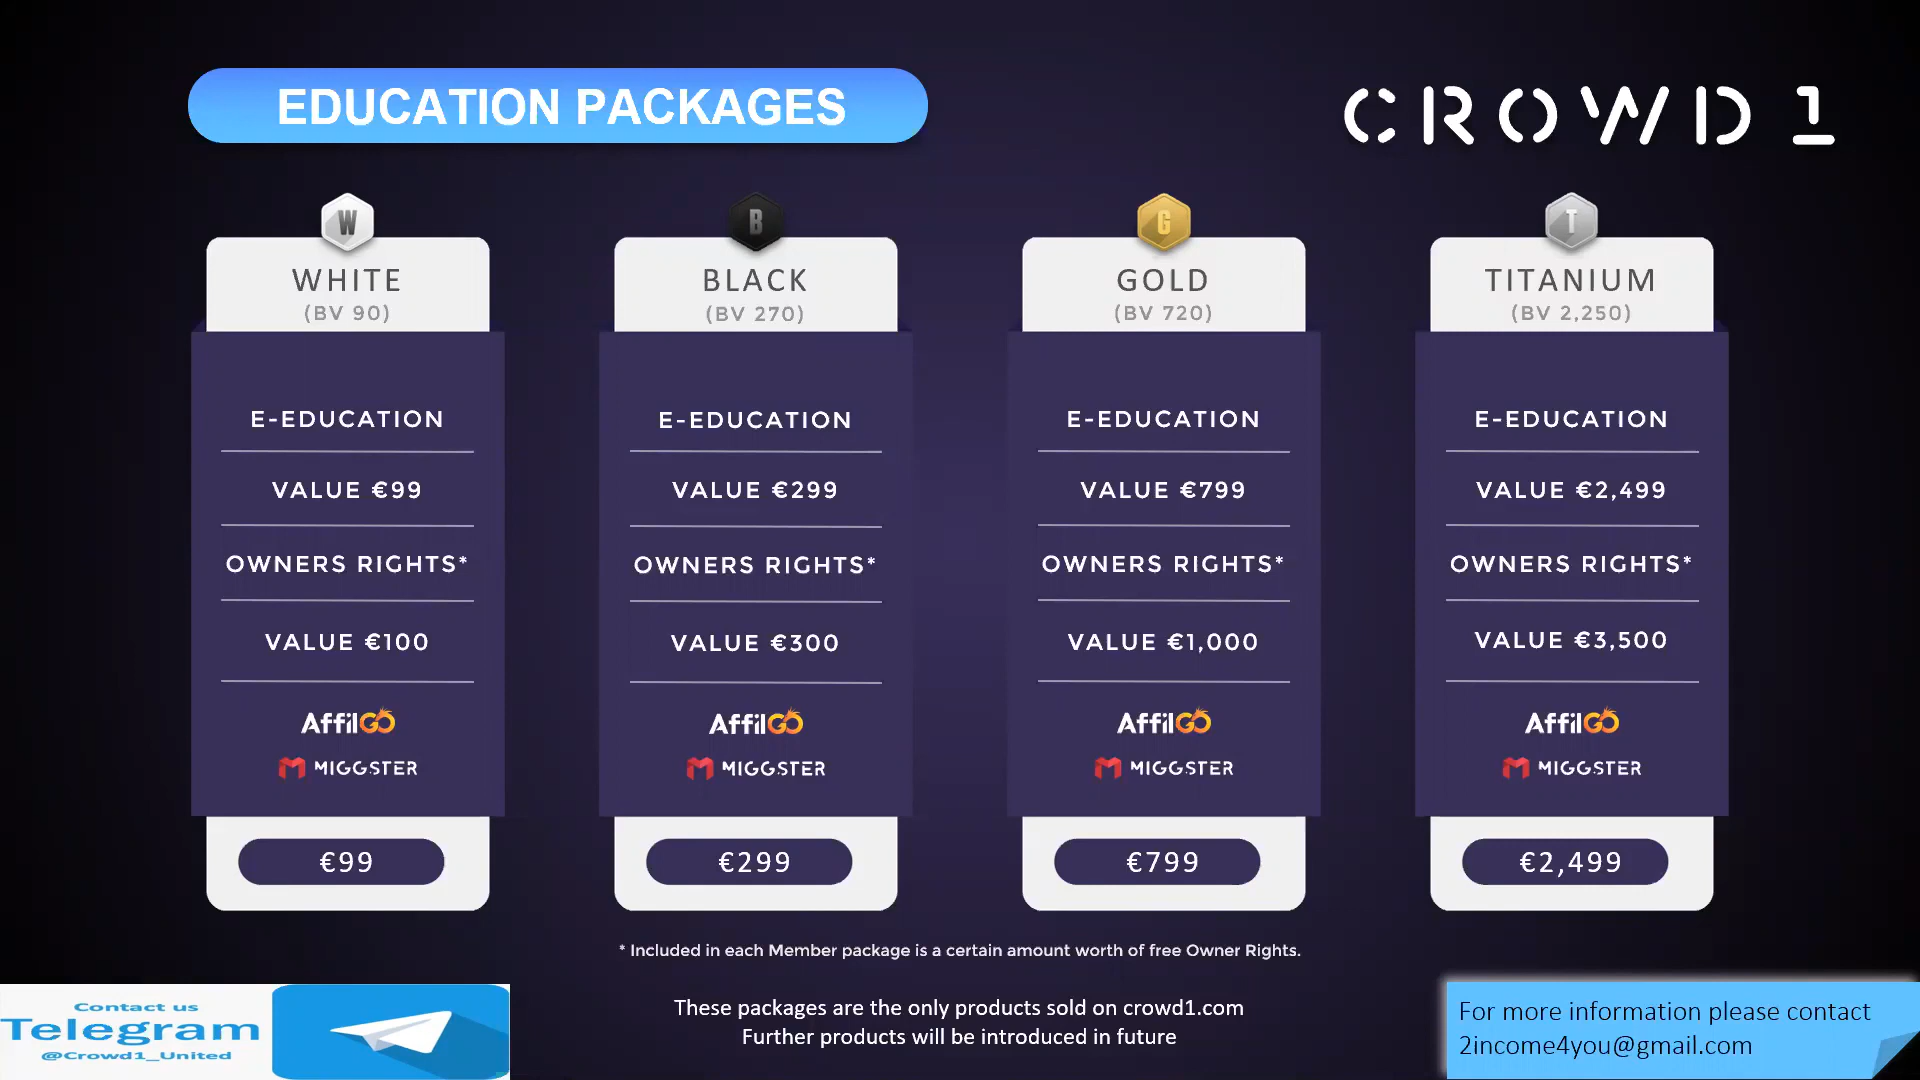 EDUCATION PACKAGES
CROWD1
W
WHITE
(BV 90)
E-EDUCATION
VALUE €99
OWNERS RIGHTS*
VALUE €100
AffilGO
MIGGSTER
€99
B
BLACK
(BV 270)
E-EDUCATION
VALUE €299
OWNERS RIGHTS*
VALUE €300
AffilGO
MIGGSTER
€299
G
GOLD
(BV 720)
E-EDUCATION
VALUE €799
OWNERS RIGHTS*
VALUE €1,000
AffilGO
MIGGSTER
€799
T
TITANIUM
(BV 2,250)
E-EDUCATION
VALUE €2,499
OWNERS RIGHTS*
VALUE €3,500
AffilGO
MIGGSTER
€2,499
* Included in each Member package is a certain amount worth of free Owner Rights.
Contact us
Telegram
@Crowd1_United
These packages are the only products sold on crowd1.com
Further products will be introduced in future
For more information please contact
2income4you@gmail.com